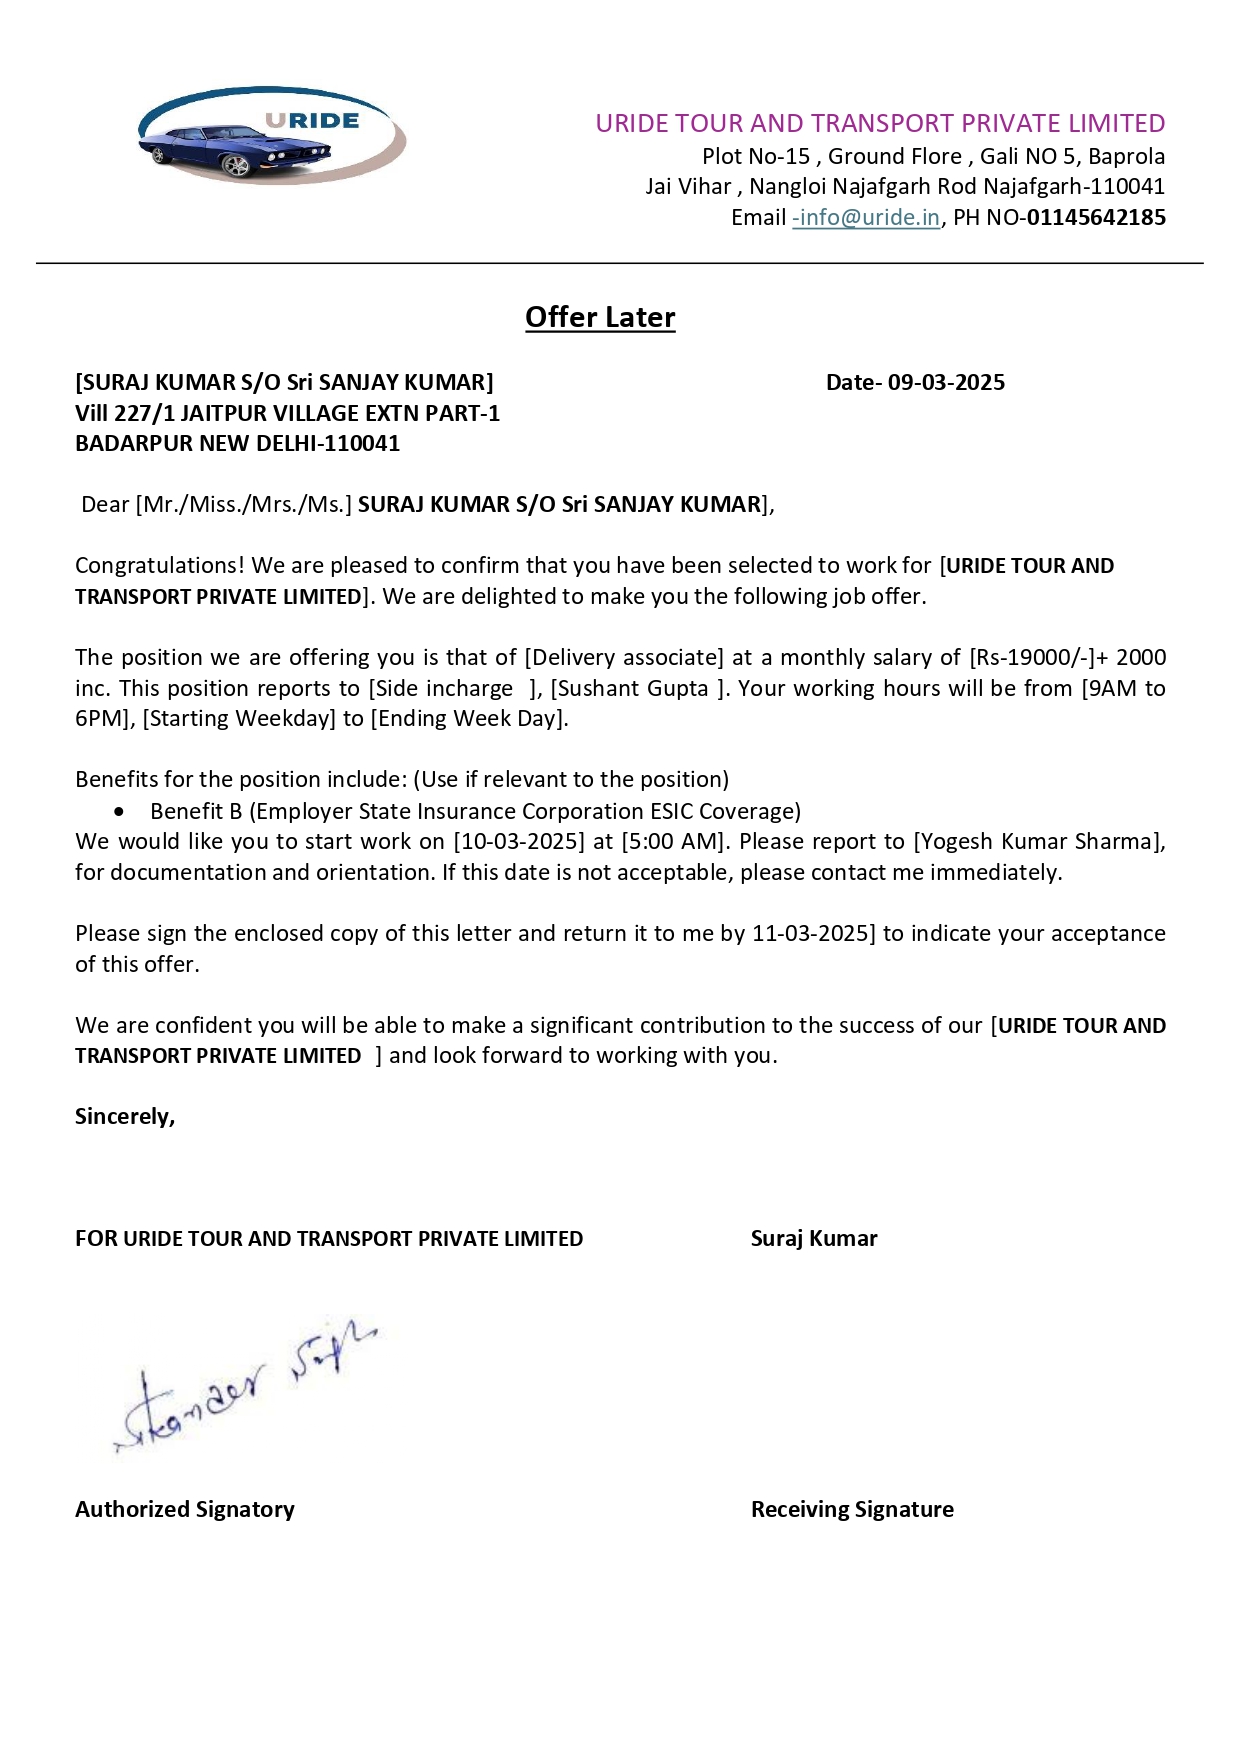 URIDE
URIDE TOUR AND TRANSPORT PRIVATE LIMITED
Plot No-15 , Ground Flore , Gali NO 5, Baprola
Jai Vihar , Nangloi Najafgarh Rod Najafgarh-110041
Email -info@uride.in, PH NO-01145642185
Offer Later
[SURAJ KUMAR S/O Sri SANJAY KUMAR] Date- 09-03-2025
Vill 227/1 JAITPUR VILLAGE EXTN PART-1
BADARPUR NEW DELHI-110041
Dear [Mr./Miss./Mrs./Ms.] SURAJ KUMAR S/O Sri SANJAY KUMAR],
Congratulations! We are pleased to confirm that you have been selected to work for [URIDE TOUR AND
TRANSPORT PRIVATE LIMITED]. We are delighted to make you the following job offer.
The position we are offering you is that of [Delivery associate] at a monthly salary of [Rs-19000/-]+ 2000
inc. This position reports to [Side incharge ], [Sushant Gupta ]. Your working hours will be from [9AM to
6PM], [Starting Weekday] to [Ending Week Day].
Benefits for the position include: (Use if relevant to the position)
• Benefit B (Employer State Insurance Corporation ESIC Coverage)
We would like you to start work on [10-03-2025] at [5:00 AM]. Please report to [Yogesh Kumar Sharma],
for documentation and orientation. If this date is not acceptable, please contact me immediately.
Please sign the enclosed copy of this letter and return it to me by 11-03-2025] to indicate your acceptance
of this offer.
We are confident you will be able to make a significant contribution to the success of our [URIDE TOUR AND
TRANSPORT PRIVATE LIMITED ] and look forward to working with you.
Sincerely,
FOR URIDE TOUR AND TRANSPORT PRIVATE LIMITED Suraj Kumar
Authorized Signatory Receiving Signature